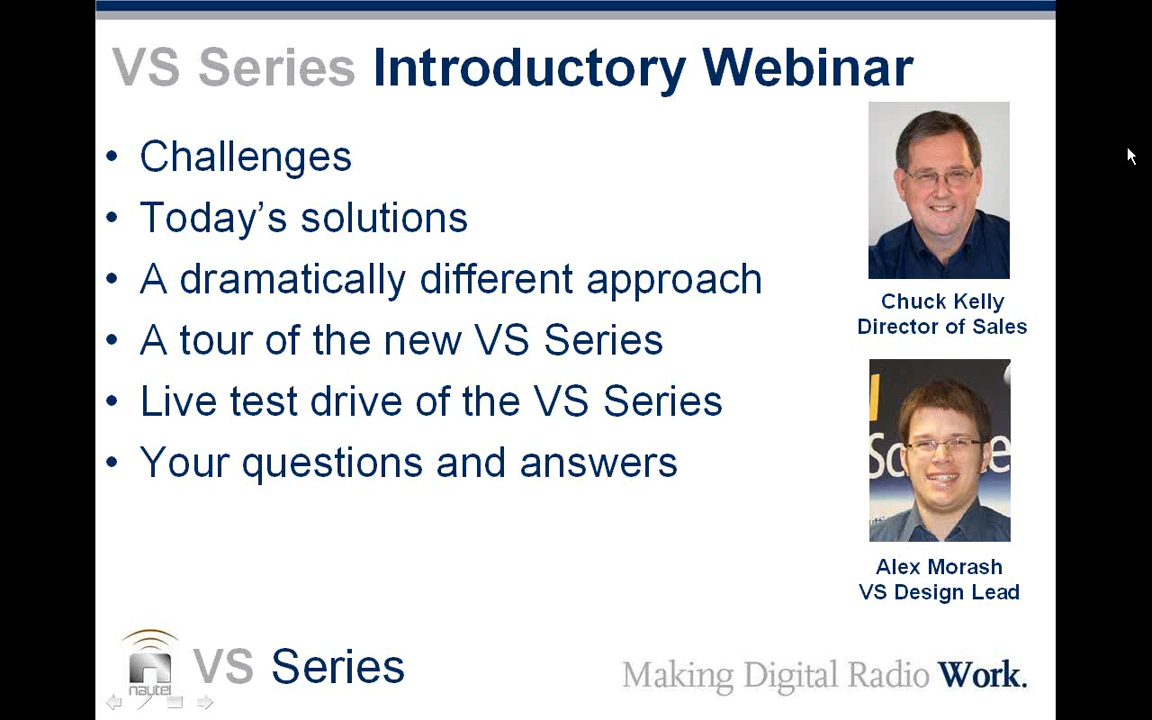 VS Series Introductory Webinar
• Challenges
• Today's solutions
• A dramatically different approach
• A tour of the new VS Series
• Live test drive of the VS Series
• Your questions and answers
Chuck Kelly
Director of Sales
Alex Morash
VS Design Lead
nautel
VS Series
Making Digital Radio Work.